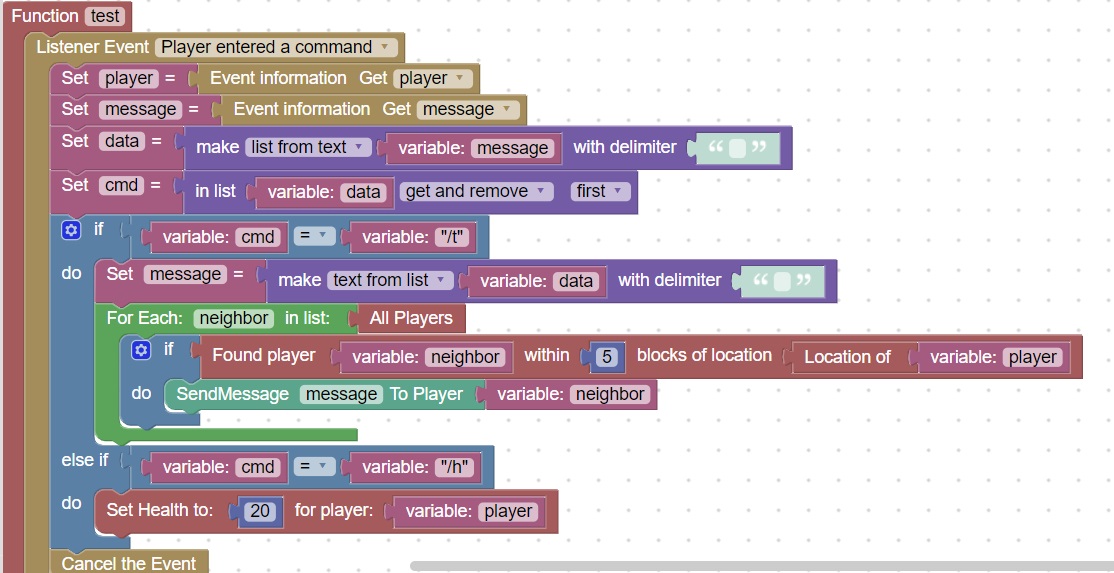 Function test
Listener Event Player entered a command
Set player = Event information Get player
Set message = Event information Get message
Set data = make list from text variable: message with delimiter “ ”
Set cmd = in list variable: data get and remove first
if variable: cmd = variable: "/t"
do Set message = make text from list variable: data with delimiter “ ”
For Each: neighbor in list: All Players
if Found player variable: neighbor within 5 blocks of location Location of variable: player
do SendMessage message To Player variable: neighbor
else if variable: cmd = variable: "/h"
do Set Health to: 20 for player: variable: player
Cancel the Event